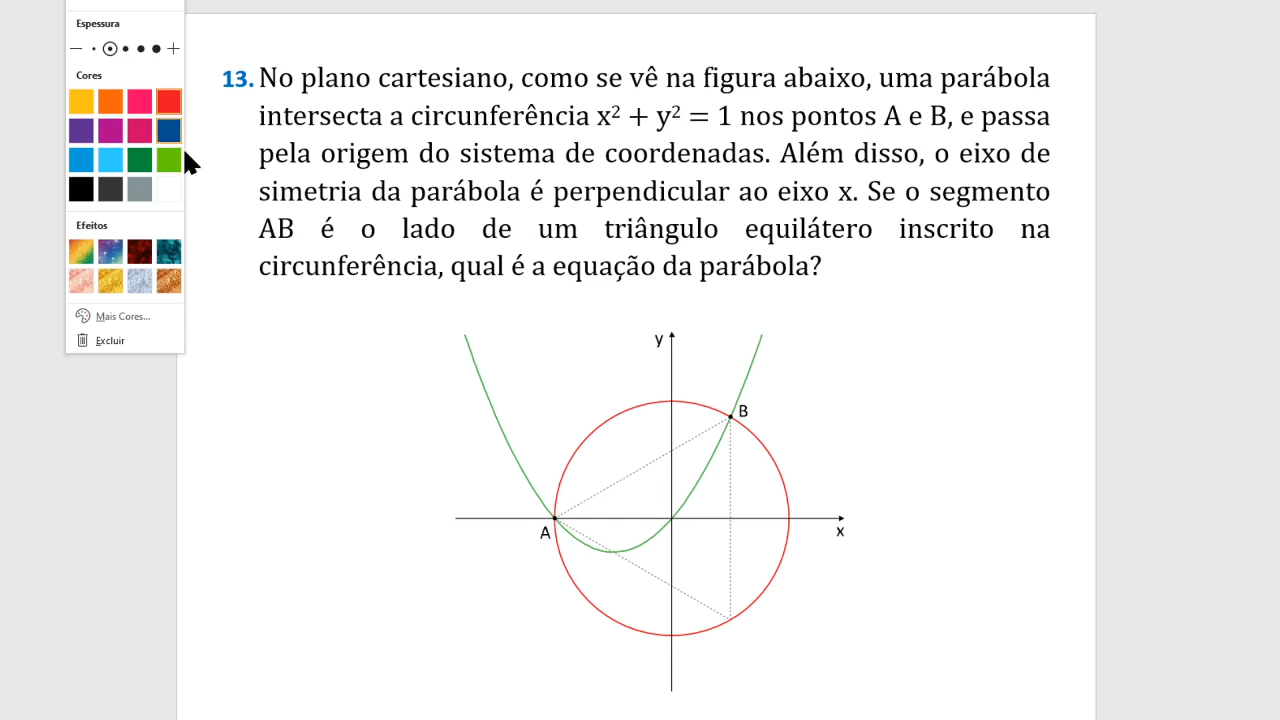 Espessura
Cores
Efeitos
Mais Cores...
Excluir
13. No plano cartesiano, como se vê na figura abaixo, uma parábola
intersecta a circunferência x² + y² = 1 nos pontos A e B, e passa
pela origem do sistema de coordenadas. Além disso, o eixo de
simetria da parábola é perpendicular ao eixo x. Se o segmento
AB é o lado de um triângulo equilátero inscrito na
circunferência, qual é a equação da parábola?
y
B
A
x